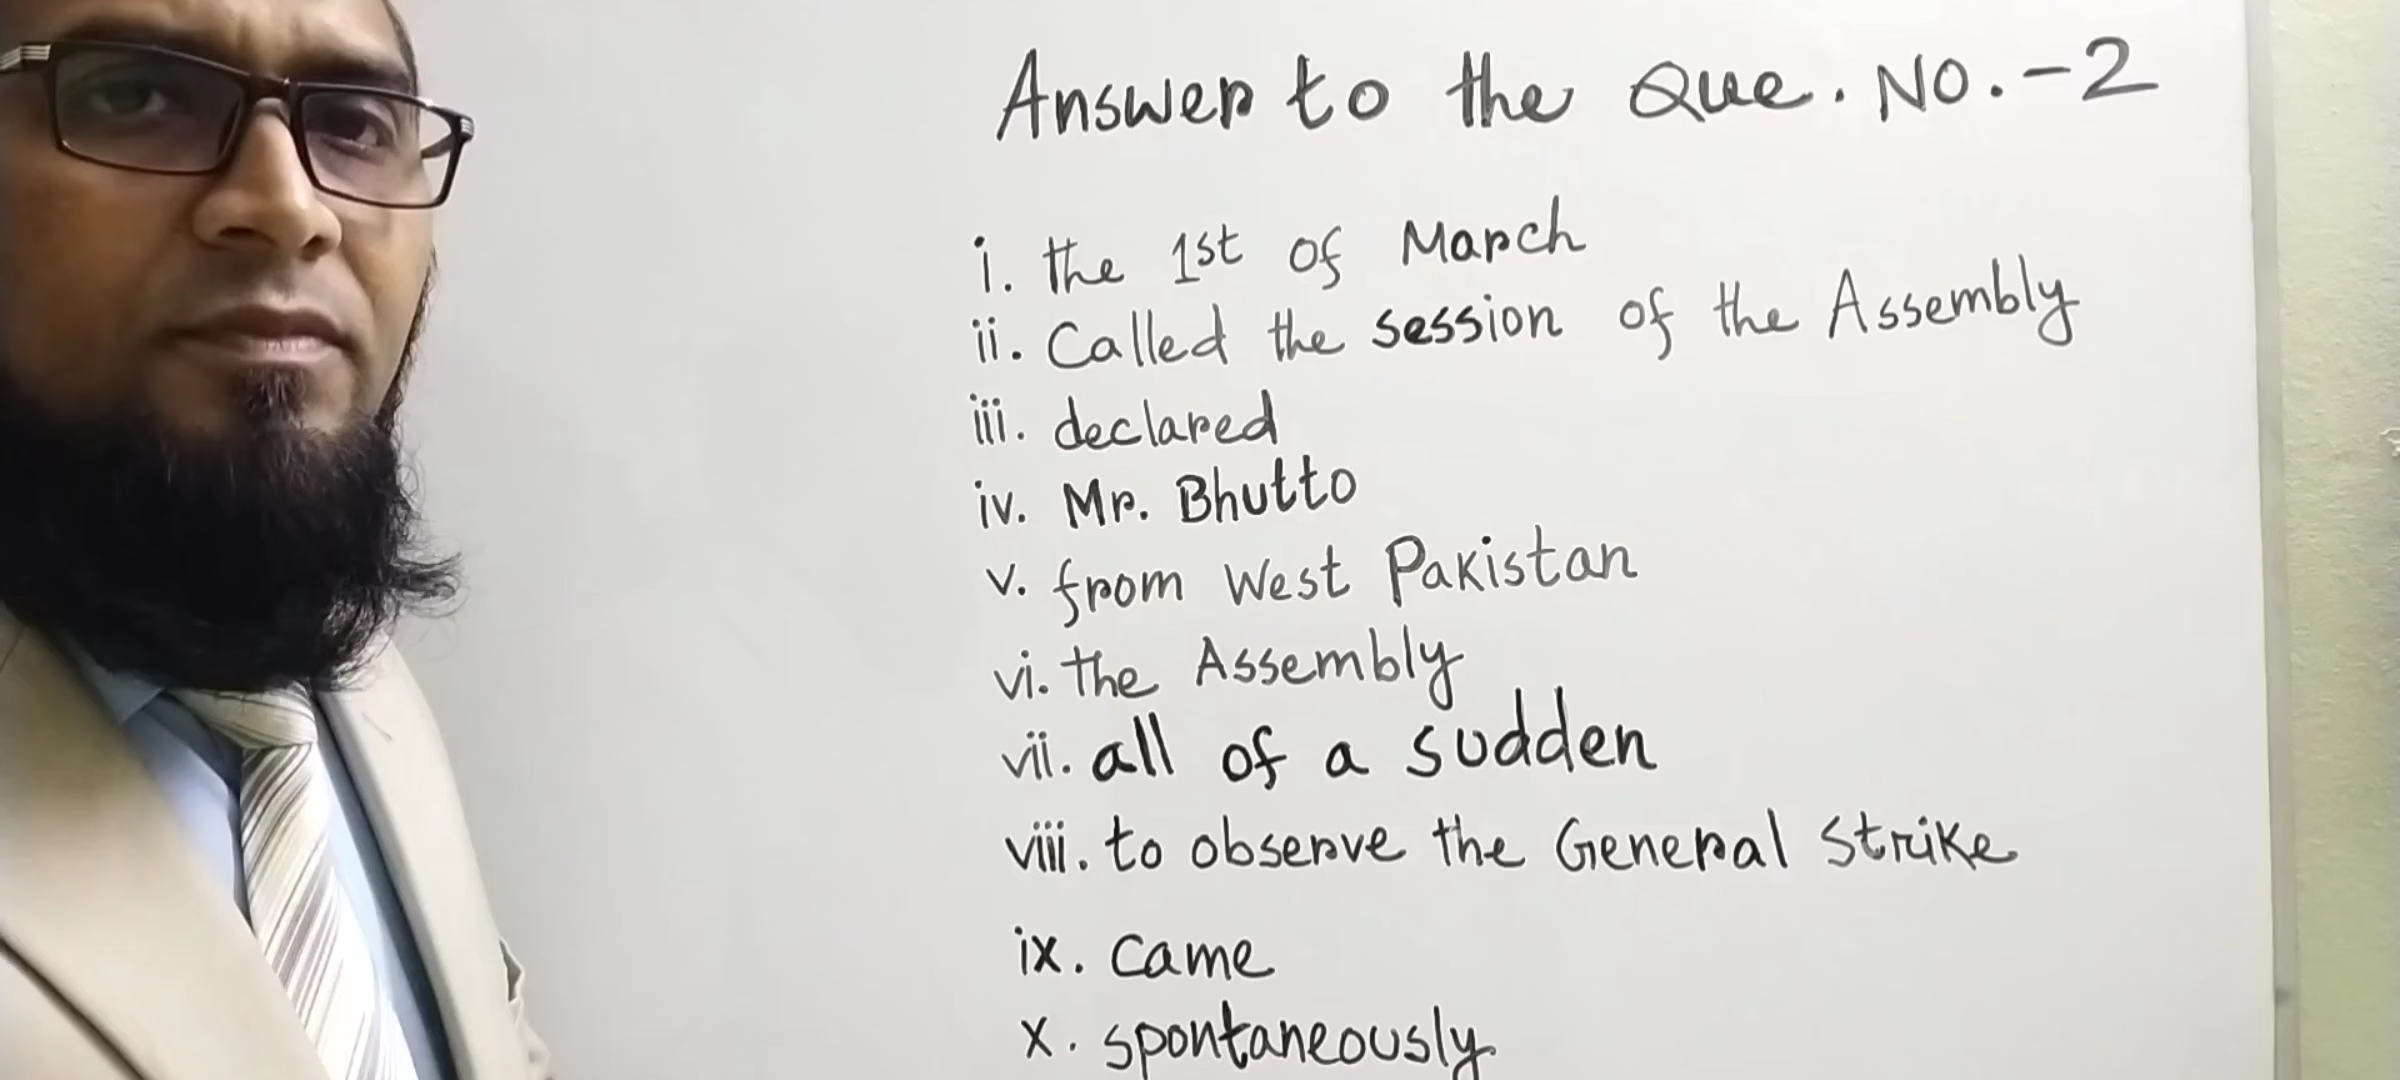 Answer to the Que. No. - 2
i. the 1st of March
ii. Called the session of the Assembly
iii. declared
iv. Mr. Bhutto
v. from West Pakistan
vi. the Assembly
vii. all of a sudden
viii. to observe the General Strike
ix. came
x. spontaneously